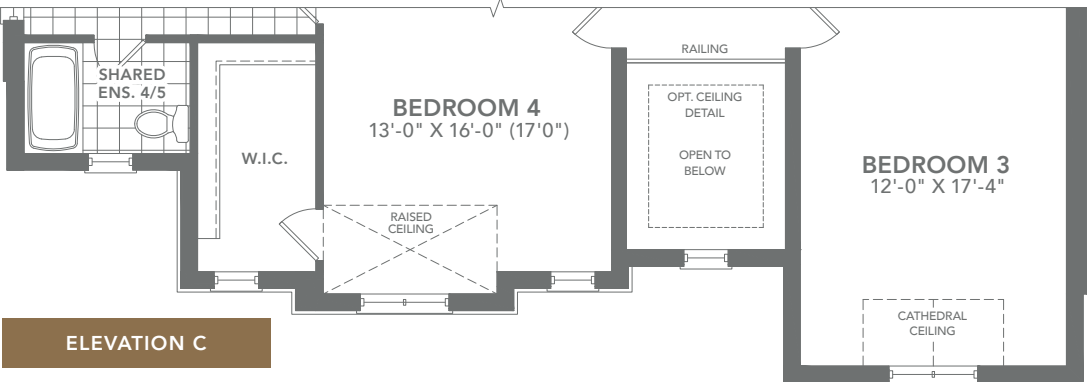 SHARED
ENS. 4/5
W.I.C.
BEDROOM 4
13'-0" X 16'-0" (17'0")
RAISED
CEILING
RAILING
OPT. CEILING
DETAIL
OPEN TO
BELOW
BEDROOM 3
12'-0" X 17'-4"
CATHEDRAL
CEILING
ELEVATION C